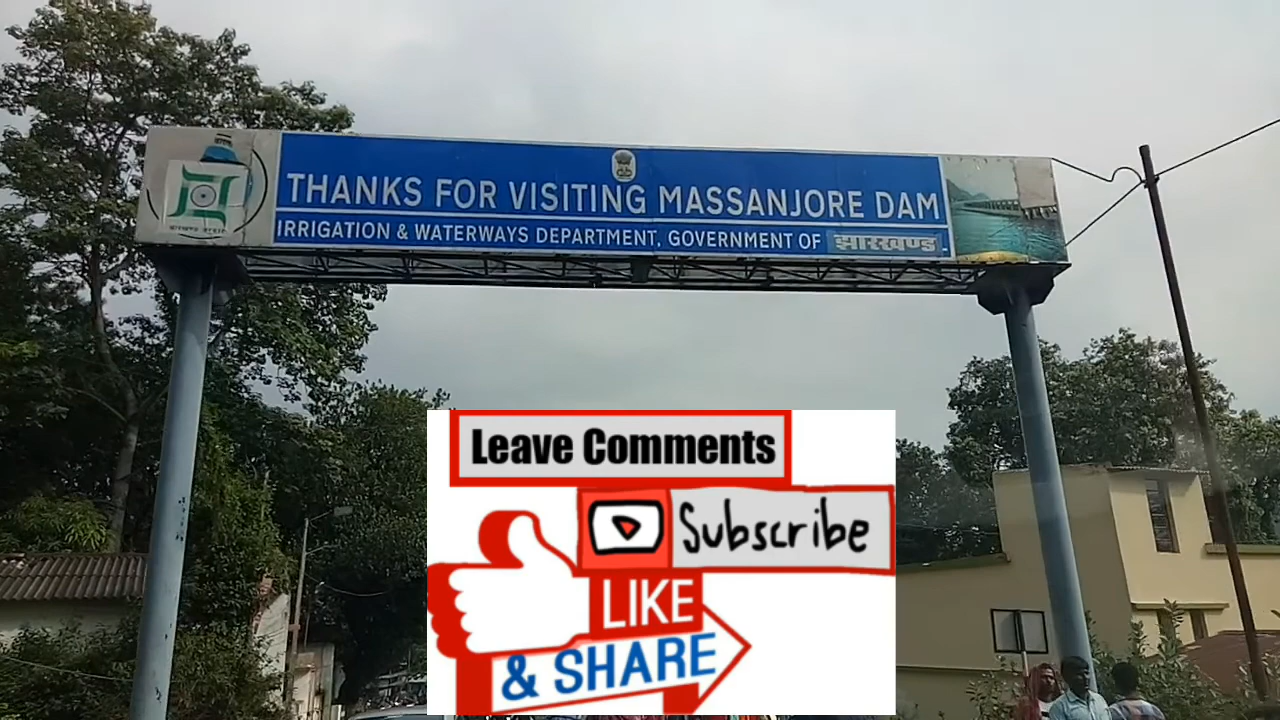 THANKS FOR VISITING MASSANJORE DAM
IRRIGATION & WATERWAYS DEPARTMENT, GOVERNMENT OF झारखण्ड.
Leave Comments
Subscribe
LIKE
& SHARE